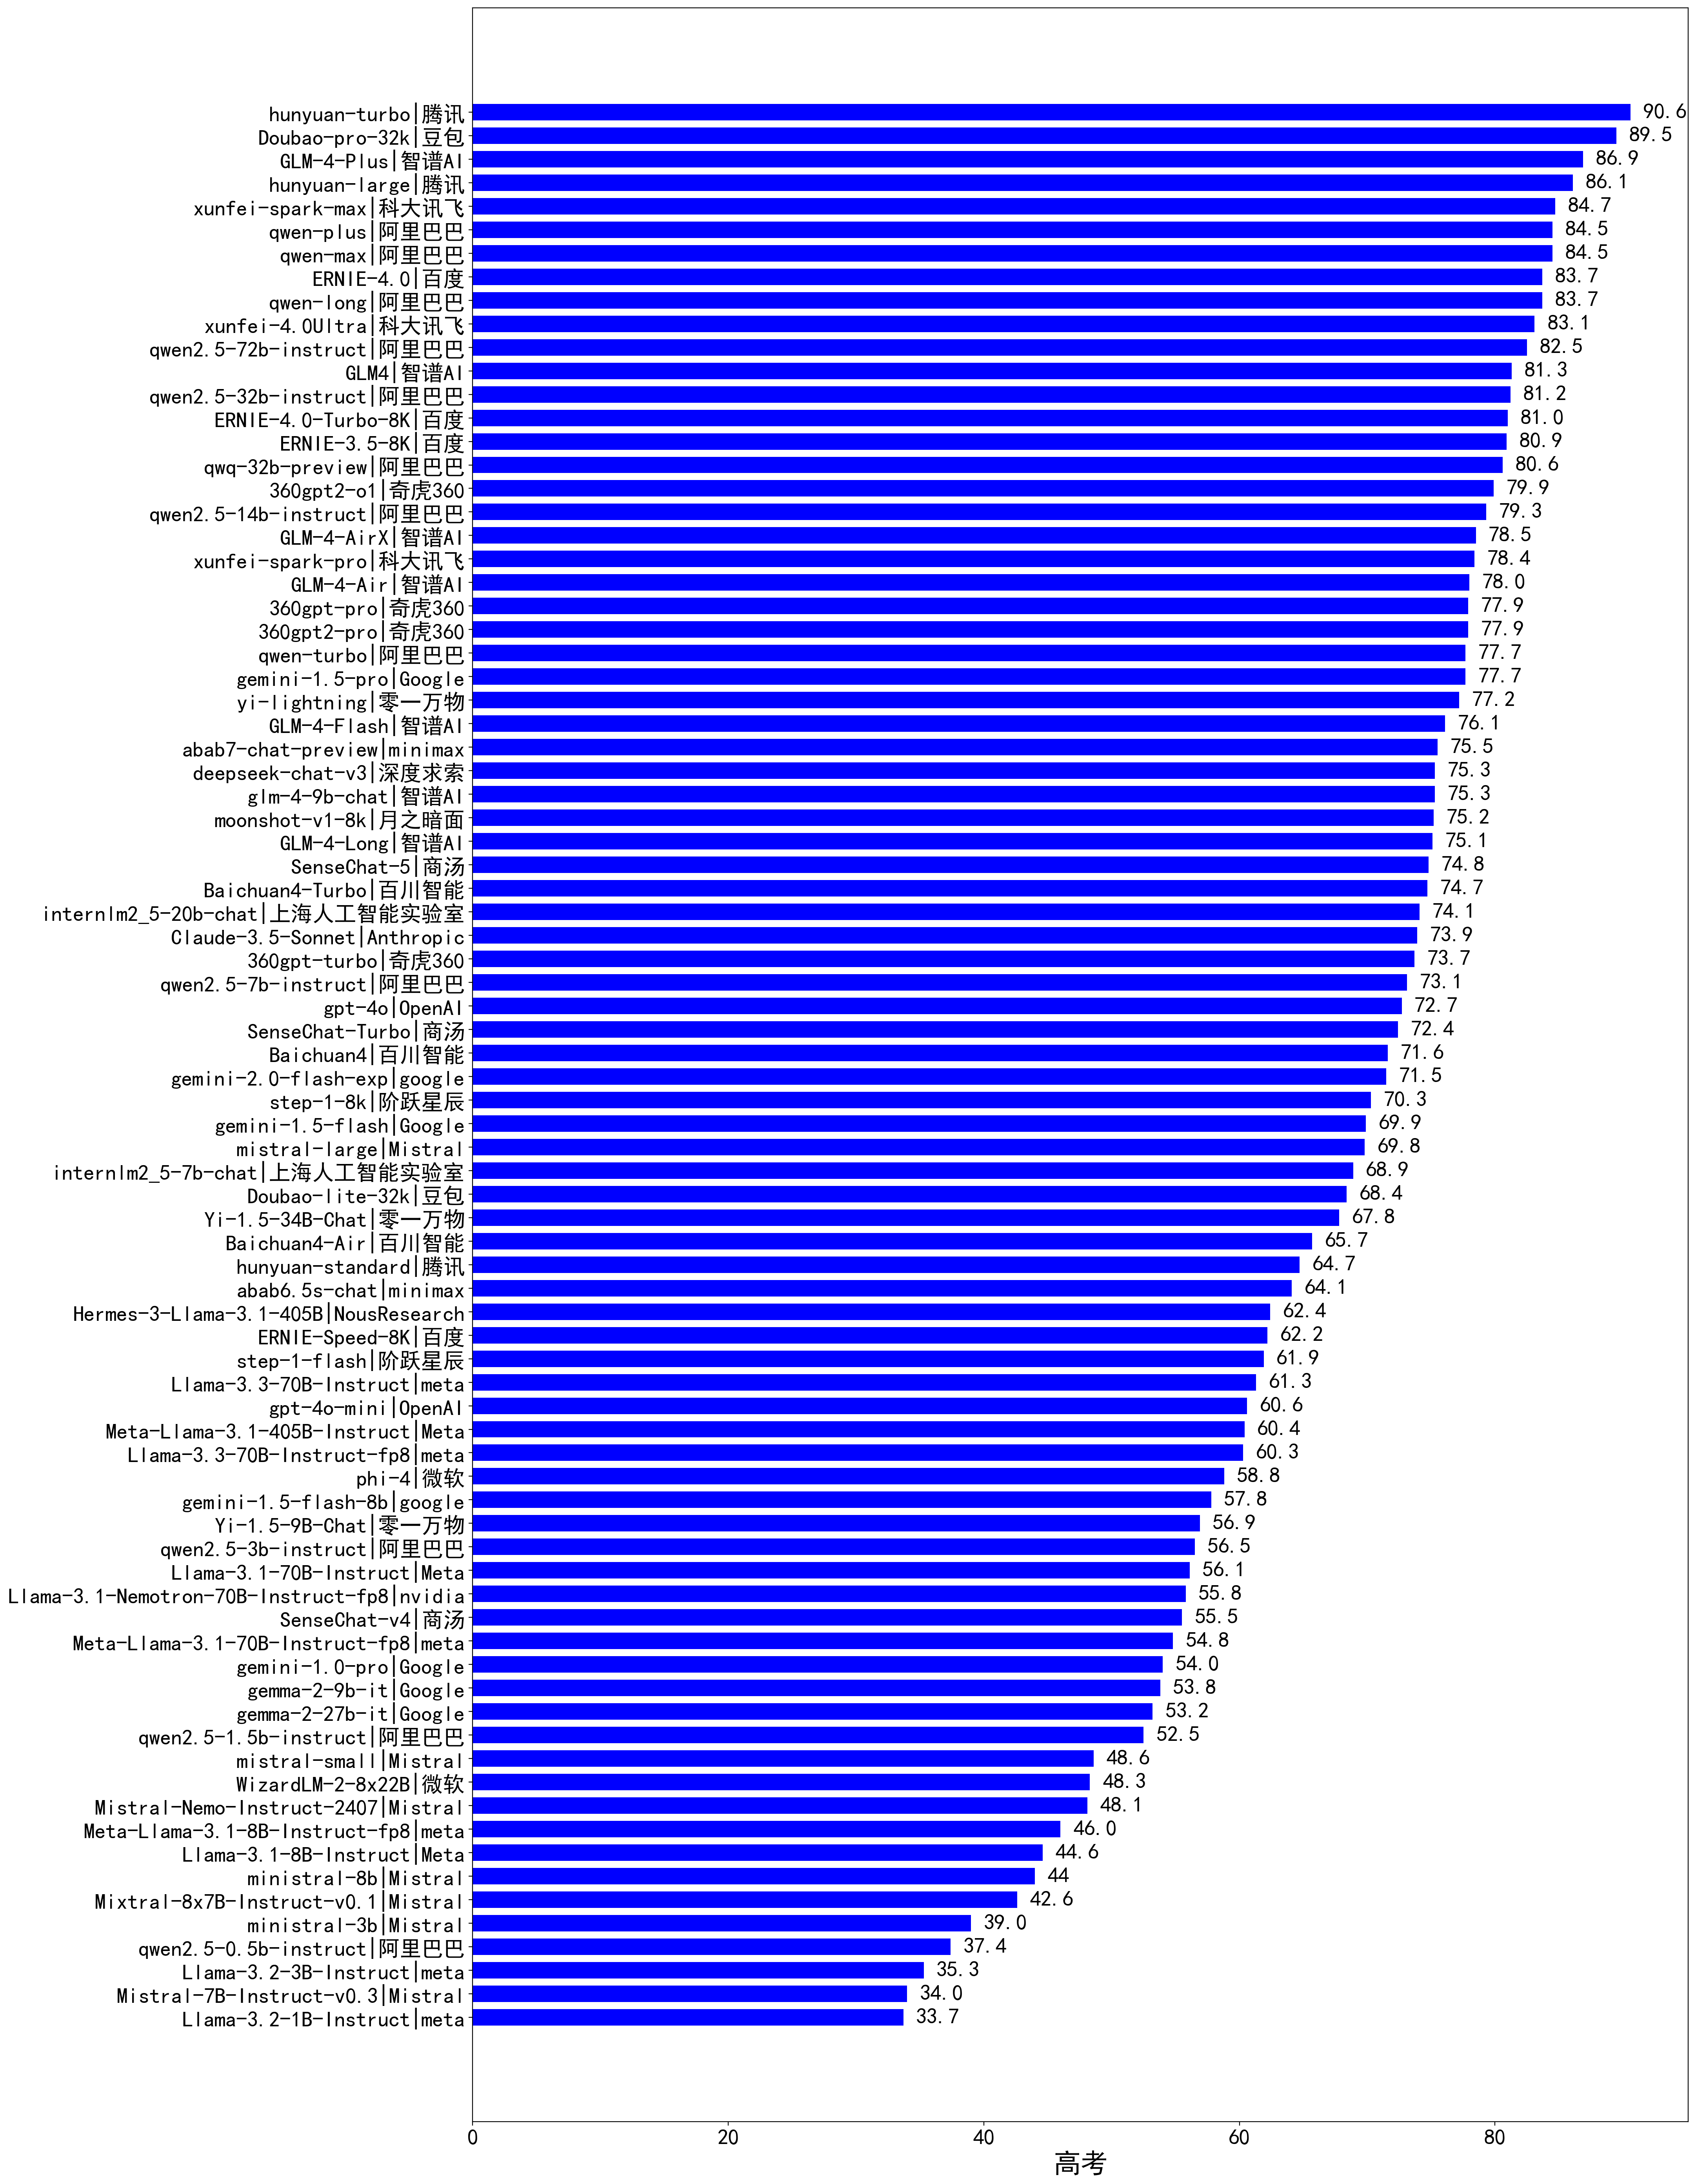 hunyuan-turbo|腾讯 90.6
Doubao-pro-32k|豆包 89.5
GLM-4-Plus|智谱AI 86.9
hunyuan-large|腾讯 86.1
xunfei-spark-max|科大讯飞 84.7
qwen-plus|阿里巴巴 84.5
qwen-max|阿里巴巴 84.5
ERNIE-4.0|百度 83.7
qwen-long|阿里巴巴 83.7
xunfei-4.0Ultra|科大讯飞 83.1
qwen2.5-72b-instruct|阿里巴巴 82.5
GLM4|智谱AI 81.3
qwen2.5-32b-instruct|阿里巴巴 81.2
ERNIE-4.0-Turbo-8K|百度 81.0
ERNIE-3.5-8K|百度 80.9
qwq-32b-preview|阿里巴巴 80.6
360gpt2-o1|奇虎360 79.9
qwen2.5-14b-instruct|阿里巴巴 79.3
GLM-4-AirX|智谱AI 78.5
xunfei-spark-pro|科大讯飞 78.4
GLM-4-Air|智谱AI 78.0
360gpt-pro|奇虎360 77.9
360gpt2-pro|奇虎360 77.9
qwen-turbo|阿里巴巴 77.7
gemini-1.5-pro|Google 77.7
yi-lightning|零一万物 77.2
GLM-4-Flash|智谱AI 76.1
abab7-chat-preview|minimax 75.5
deepseek-chat-v3|深度求索 75.3
glm-4-9b-chat|智谱AI 75.3
moonshot-v1-8k|月之暗面 75.2
GLM-4-Long|智谱AI 75.1
SenseChat-5|商汤 74.8
Baichuan4-Turbo|百川智能 74.7
internlm2_5-20b-chat|上海人工智能实验室 74.1
Claude-3.5-Sonnet|Anthropic 73.9
360gpt-turbo|奇虎360 73.7
qwen2.5-7b-instruct|阿里巴巴 73.1
gpt-4o|OpenAI 72.7
SenseChat-Turbo|商汤 72.4
Baichuan4|百川智能 71.6
gemini-2.0-flash-exp|google 71.5
step-1-8k|阶跃星辰 70.3
gemini-1.5-flash|Google 69.9
mistral-large|Mistral 69.8
internlm2_5-7b-chat|上海人工智能实验室 68.9
Doubao-lite-32k|豆包 68.4
Yi-1.5-34B-Chat|零一万物 67.8
Baichuan4-Air|百川智能 65.7
hunyuan-standard|腾讯 64.7
abab6.5s-chat|minimax 64.1
Hermes-3-Llama-3.1-405B|NousResearch 62.4
ERNIE-Speed-8K|百度 62.2
step-1-flash|阶跃星辰 61.9
Llama-3.3-70B-Instruct|meta 61.3
gpt-4o-mini|OpenAI 60.6
Meta-Llama-3.1-405B-Instruct|Meta 60.4
Llama-3.3-70B-Instruct-fp8|meta 60.3
phi-4|微软 58.8
gemini-1.5-flash-8b|google 57.8
Yi-1.5-9B-Chat|零一万物 56.9
qwen2.5-3b-instruct|阿里巴巴 56.5
Llama-3.1-70B-Instruct|Meta 56.1
Llama-3.1-Nemotron-70B-Instruct-fp8|nvidia 55.8
SenseChat-v4|商汤 55.5
Meta-Llama-3.1-70B-Instruct-fp8|meta 54.8
gemini-1.0-pro|Google 54.0
gemma-2-9b-it|Google 53.8
gemma-2-27b-it|Google 53.2
qwen2.5-1.5b-instruct|阿里巴巴 52.5
mistral-small|Mistral 48.6
WizardLM-2-8x22B|微软 48.3
Mistral-Nemo-Instruct-2407|Mistral 48.1
Meta-Llama-3.1-8B-Instruct-fp8|meta 46.0
Llama-3.1-8B-Instruct|Meta 44.6
ministral-8b|Mistral 44
Mixtral-8x7B-Instruct-v0.1|Mistral 42.6
ministral-3b|Mistral 39.0
qwen2.5-0.5b-instruct|阿里巴巴 37.4
Llama-3.2-3B-Instruct|meta 35.3
Mistral-7B-Instruct-v0.3|Mistral 34.0
Llama-3.2-1B-Instruct|meta 33.7
0 20 40 60 80
高考